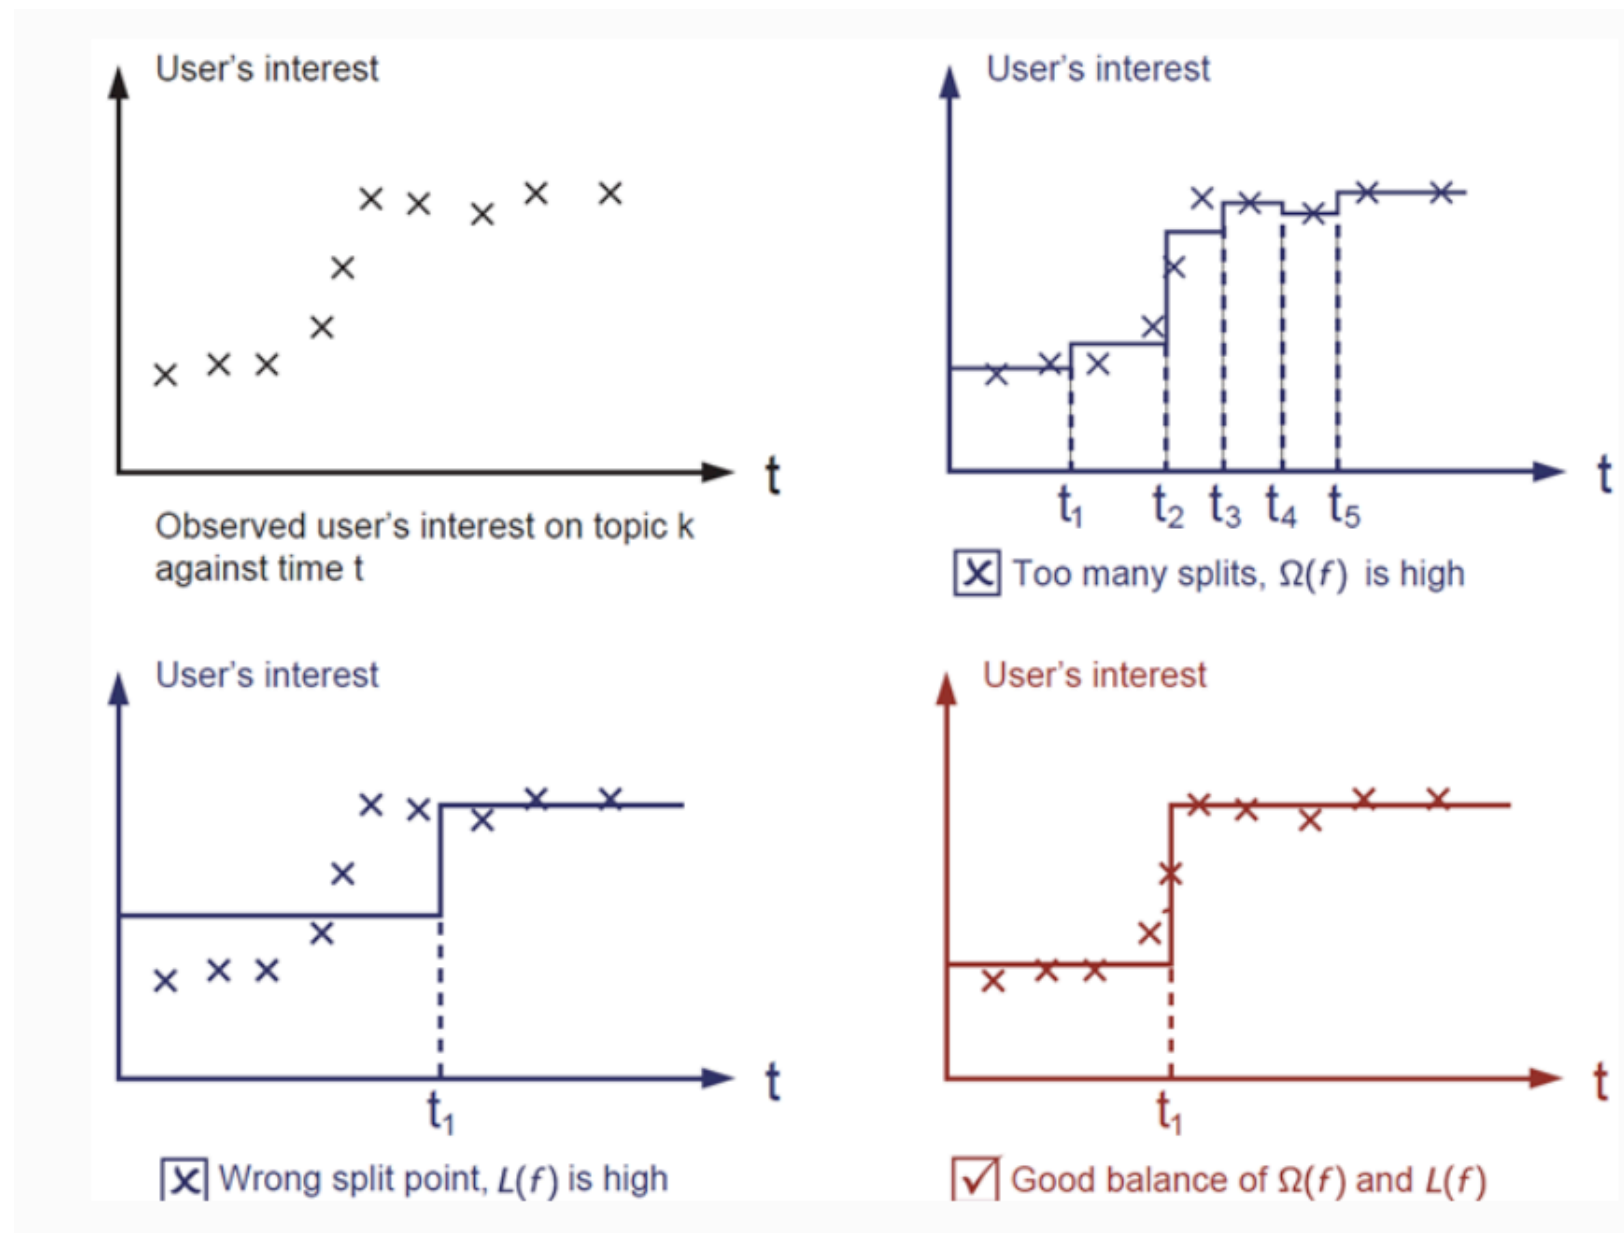 User's interest
t
Observed user's interest on topic k
against time t
User's interest
t
t₁ t₂ t₃ t₄ t₅
Too many splits, Ω(f) is high
User's interest
t
t₁
Wrong split point, L(f) is high
User's interest
t
t₁
Good balance of Ω(f) and L(f)